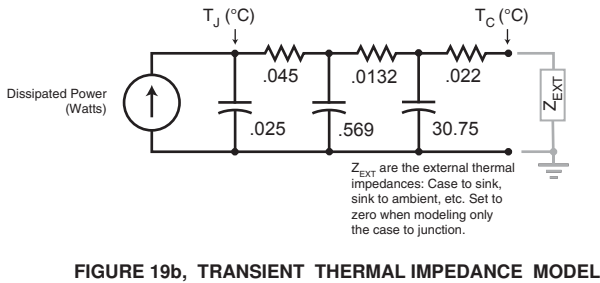 T_J (°C)
T_C (°C)
Dissipated Power
(Watts)
.045
.0132
.022
.025
.569
30.75
Z_EXT
Z_EXT are the external thermal
impedances: Case to sink,
sink to ambient, etc. Set to
zero when modeling only
the case to junction.
FIGURE 19b, TRANSIENT THERMAL IMPEDANCE MODEL